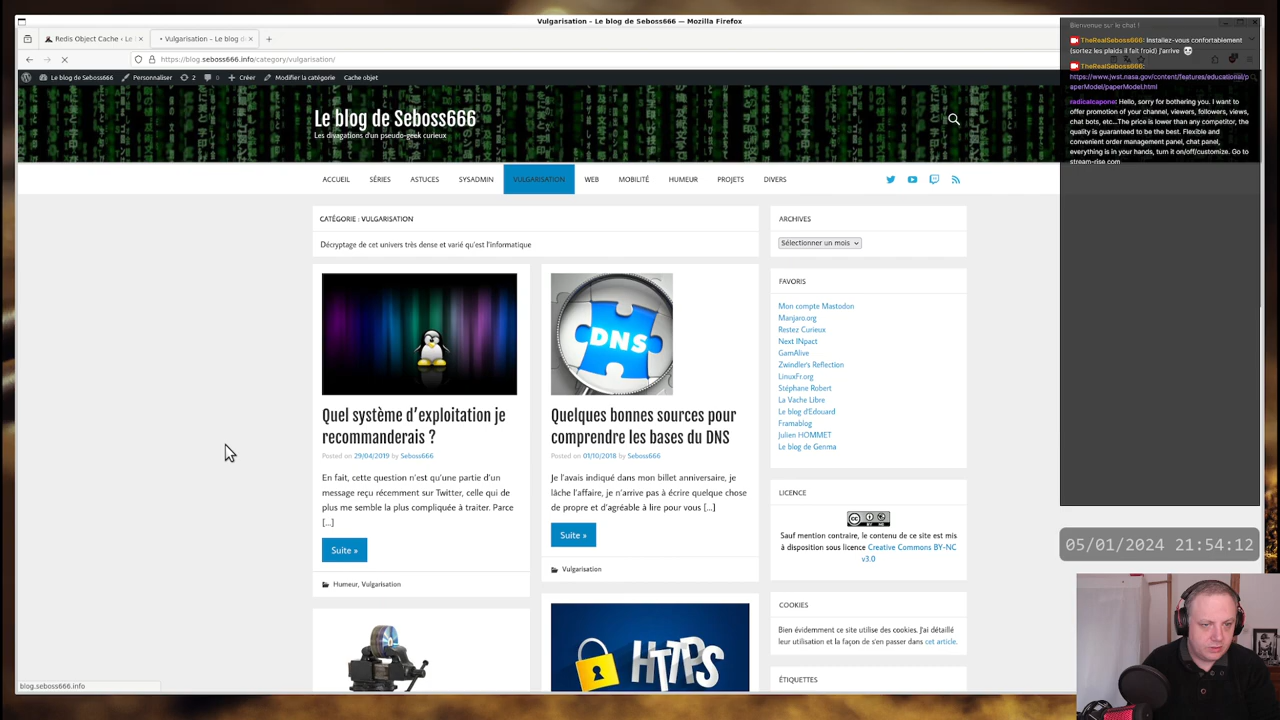 Vulgarisation – Le blog de Seboss666 — Mozilla Firefox
Redis Object Cache ‹ Le
Vulgarisation – Le blog d
https://blog.seboss666.info/category/vulgarisation/
Le blog de Seboss666
Personnaliser
2
0
Créer
Modifier la catégorie
Chat
Le blog de Seboss666
Les divagations d'un pseudo-geek curieux
ACCUEIL
SÉRIES
ASTUCES
SYSADMIN
VULGARISATION
WEB
MOBILITÉ
HUMEUR
PROJETS
DIVERS
CATÉGORIE : VULGARISATION
Décryptage de cet univers très dense et varié qu'est l'informatique
DNS
Quel système d'exploitation je
recommanderais ?
Posted on 29/04/2019 by Seboss666
En fait, cette question n'est qu'une partie d'un
message reçu récemment sur Twitter, celle qui de
plus me semble la plus compliquée à traiter. Parce
[...]
Suite »
Humeur, Vulgarisation
Quelques bonnes sources pour
comprendre les bases du DNS
Posted on 01/10/2018 by Seboss666
Je l'avais indiqué dans mon billet anniversaire, je
lâche l'affaire, je n'arrive pas à écrire quelque chose
de propre et d'agréable à lire pour vous [...]
Suite »
Vulgarisation
HTTPS
ARCHIVES
Sélectionner un mois
FAVORIS
Mon compte Mastodon
Manjaro.org
Restez Curieux
Next INpact
GamAlive
Zwindler's Reflection
LinuxFr.org
Stéphane Robert
La Vache Libre
Le blog d'Edouard
Framablog
Julien HOMMET
Le blog de Genma
LICENCE
BY NC
Sauf mention contraire, le contenu de ce site est mis
à disposition sous licence Creative Commons BY-NC
v3.0
COOKIES
Bien évidemment ce site utilise des cookies. J'ai détaillé
leur utilisation et la façon de s'en passer dans cet article.
ÉTIQUETTES
blog.seboss666.info
Bienvenue sur le chat !
TheRealSeboss666: Installez-vous confortablement
(sortez les plaids il fait froid) j'arrive
TheRealSeboss666:
https://www.jwst.nasa.gov/content/features/educational/p
aperModel/paperModel.html
radicalcapone: Hello, sorry for bothering you. I want to
offer promotion of your channel, viewers, followers, views,
chat bots, etc...The price is lower than any competitor, the
quality is guaranteed to be the best. Flexible and
convenient order management panel, chat panel,
everything is in your hands, turn it on/off/customize. Go to
stream-rise com
05/01/2024 21:54:12